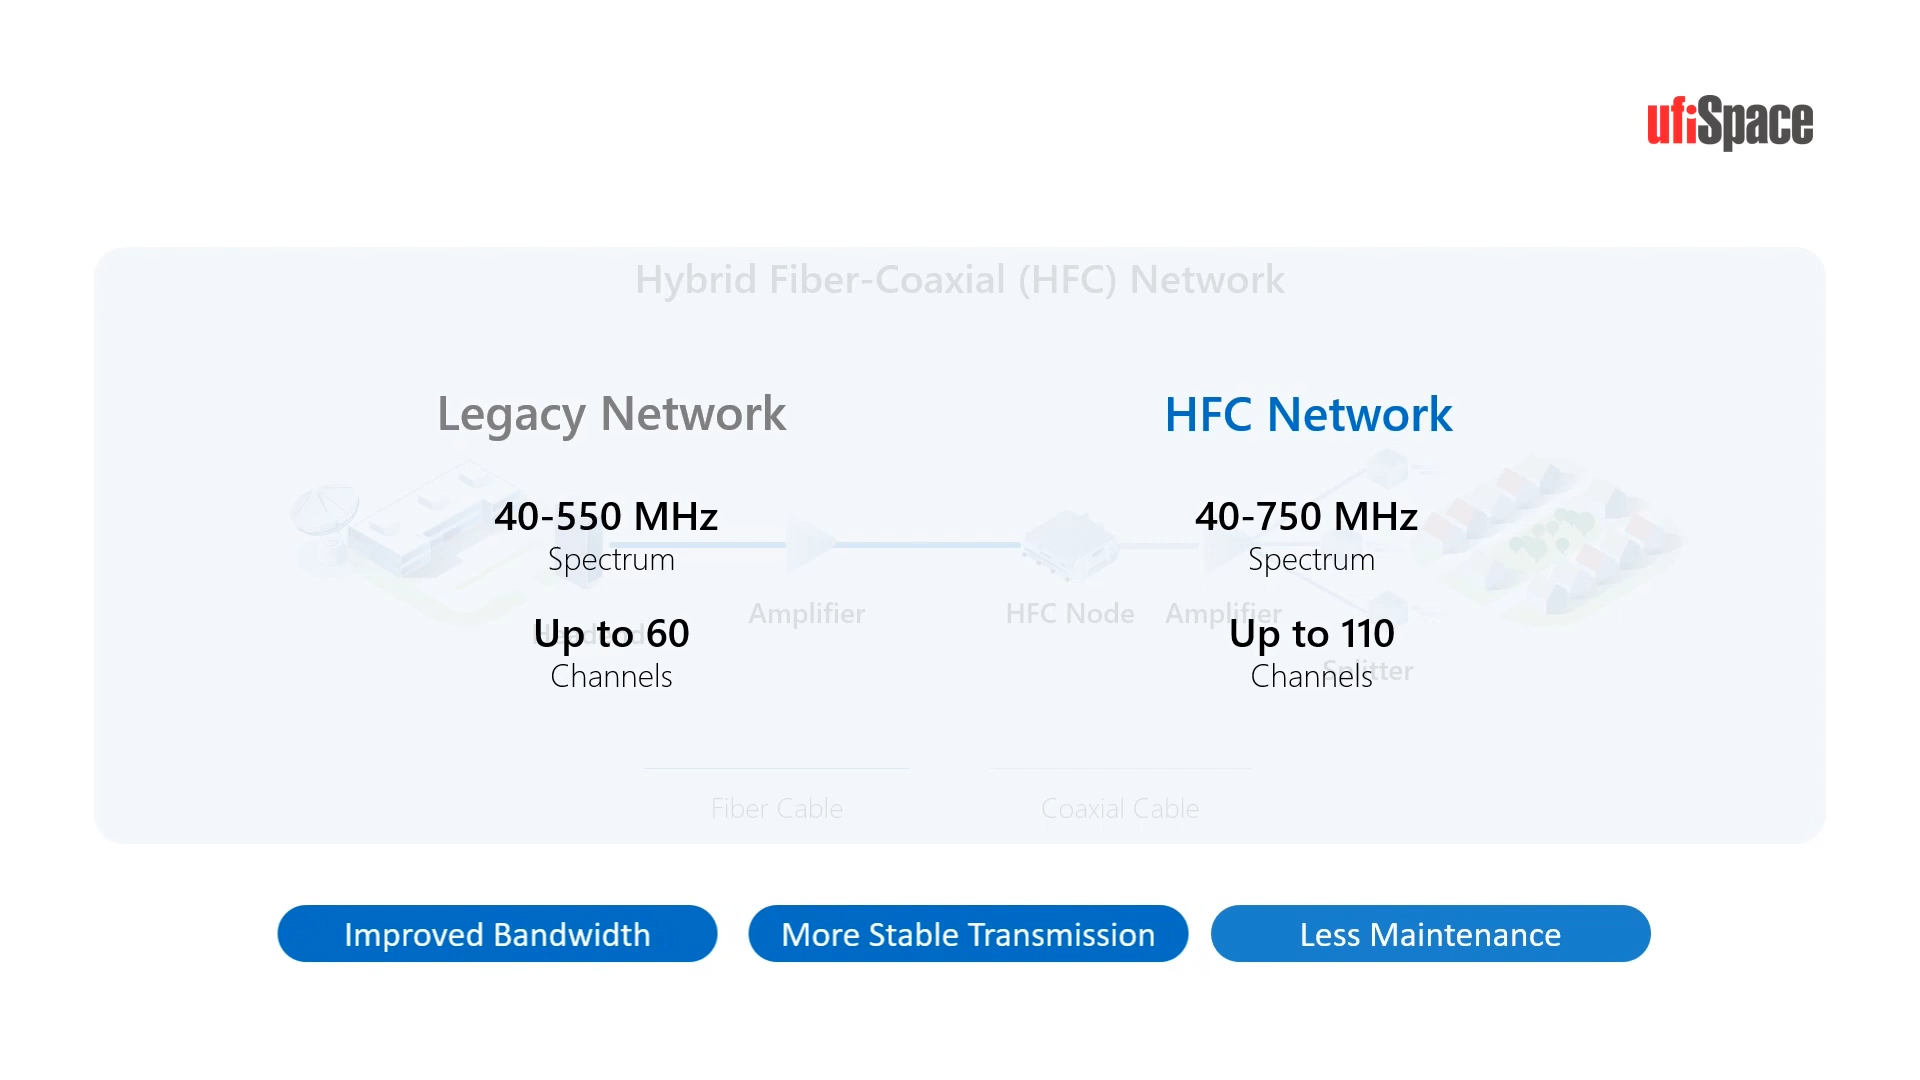 ufiSpace
Hybrid Fiber-Coaxial (HFC) Network
Legacy Network
HFC Network
40-550 MHz
Spectrum
40-750 MHz
Spectrum
Amplifier
HFC Node
Amplifier
Headend
Up to 60
Channels
Up to 110
Channels
Splitter
Fiber Cable
Coaxial Cable
Improved Bandwidth
More Stable Transmission
Less Maintenance